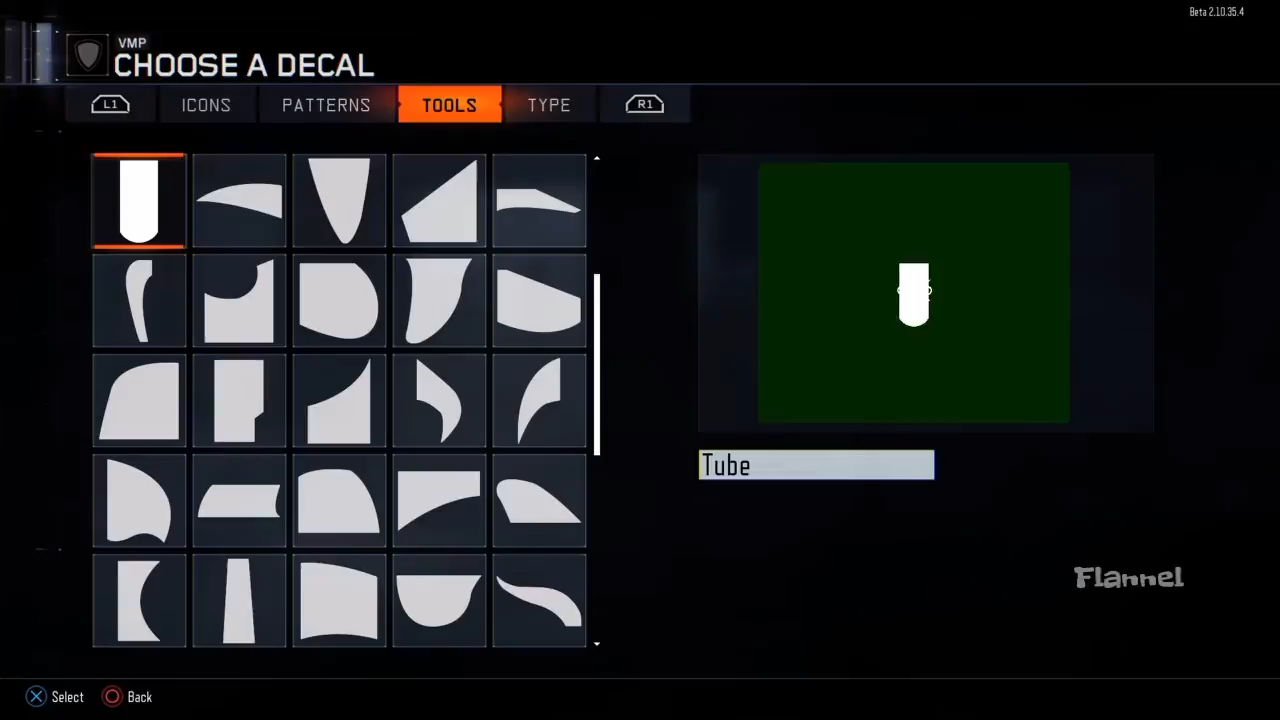 Beta 2.10.35.4
VMP
CHOOSE A DECAL
L1 ICONS PATTERNS TOOLS TYPE R1
Tube
Flannel
Select Back